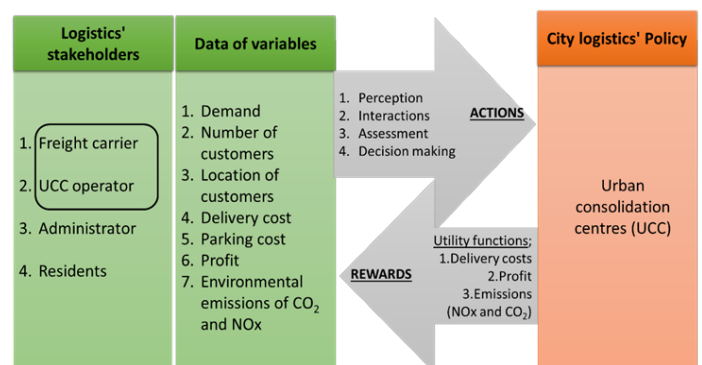 Logistics'
stakeholders
1. Freight carrier
2. UCC operator
3. Administrator
4. Residents
Data of variables
1. Demand
2. Number of
customers
3. Location of
customers
4. Delivery cost
5. Parking cost
6. Profit
7. Environmental
emissions of CO₂
and NOx
1. Perception
2. Interactions
3. Assessment
4. Decision making
ACTIONS
REWARDS
Utility functions;
1.Delivery costs
2.Profit
3.Emissions
(NOx and CO₂)
City logistics' Policy
Urban
consolidation
centres (UCC)